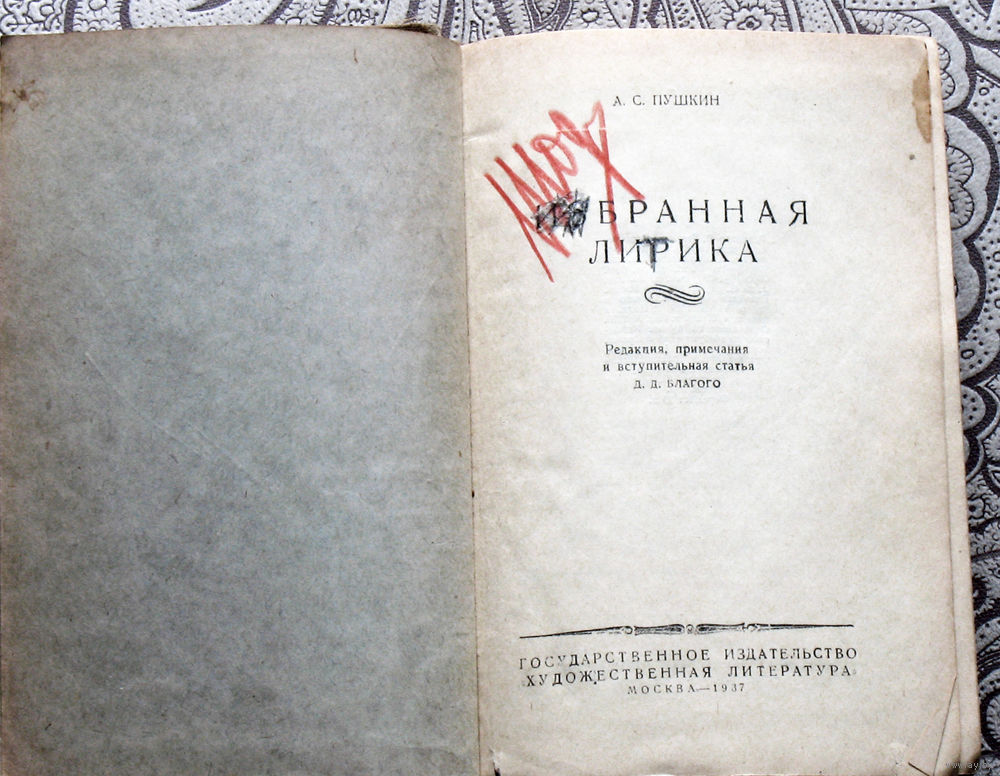 А. С. ПУШКИН
ИЗБРАННАЯ
ЛИРИКА
Редакция, примечания
и вступительная статья
Д. Д. БЛАГОГО
ГОСУДАРСТВЕННОЕ ИЗДАТЕЛЬСТВО
«ХУДОЖЕСТВЕННАЯ ЛИТЕРАТУРА»
МОСКВА—1937